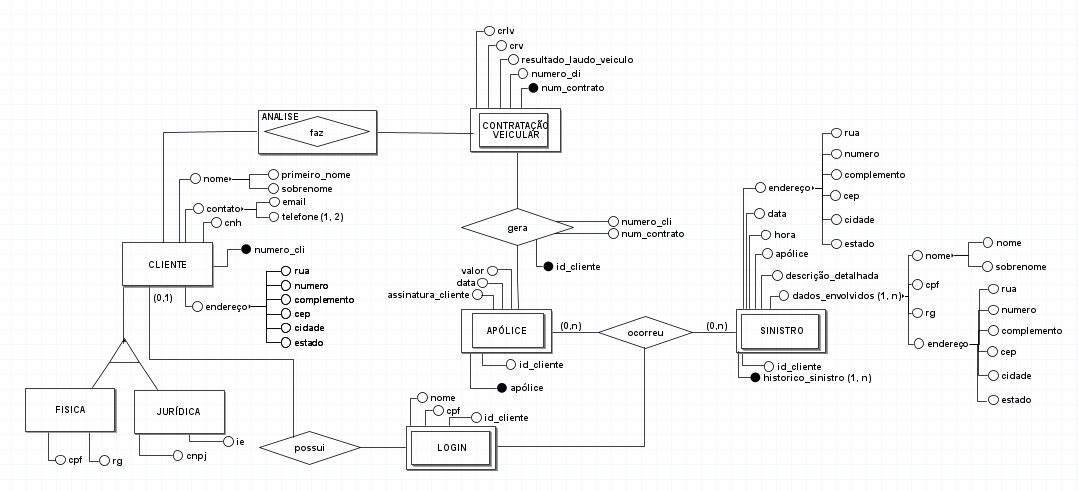 crlv
crv
resultado_laudo_veiculo
numero_di
num_contrato
ANALISE
faz
CONTRATAÇÃO
VEICULAR
nome
primeiro_nome
sobrenome
contato
email
telefone (1, 2)
cnh
CLIENTE
numero_cli
(0,1)
endereço
rua
numero
complemento
cep
cidade
estado
gera
numero_cli
num_contrato
id_cliente
valor
data
assinatura_cliente
APÓLICE
id_cliente
apólice
(0,n)
ocorreu
(0,n)
SINISTRO
endereço
rua
numero
complemento
cep
cidade
estado
data
hora
apólice
descrição_detalhada
dados_envolvidos (1, n)
nome
nome
sobrenome
cpf
rg
endereço
rua
numero
complemento
cep
cidade
estado
id_cliente
historico_sinistro (1, n)
FISICA
cpf
rg
JURÍDICA
ie
cnpj
possui
nome
cpf
id_cliente
LOGIN